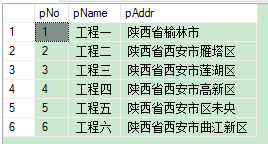 pNo pName pAddr
1 1 工程一 陕西省榆林市
2 2 工程二 陕西省西安市雁塔区
3 3 工程三 陕西省西安市莲湖区
4 4 工程四 陕西省西安市高新区
5 5 工程五 陕西省西安市区未央
6 6 工程六 陕西省西安市曲江新区